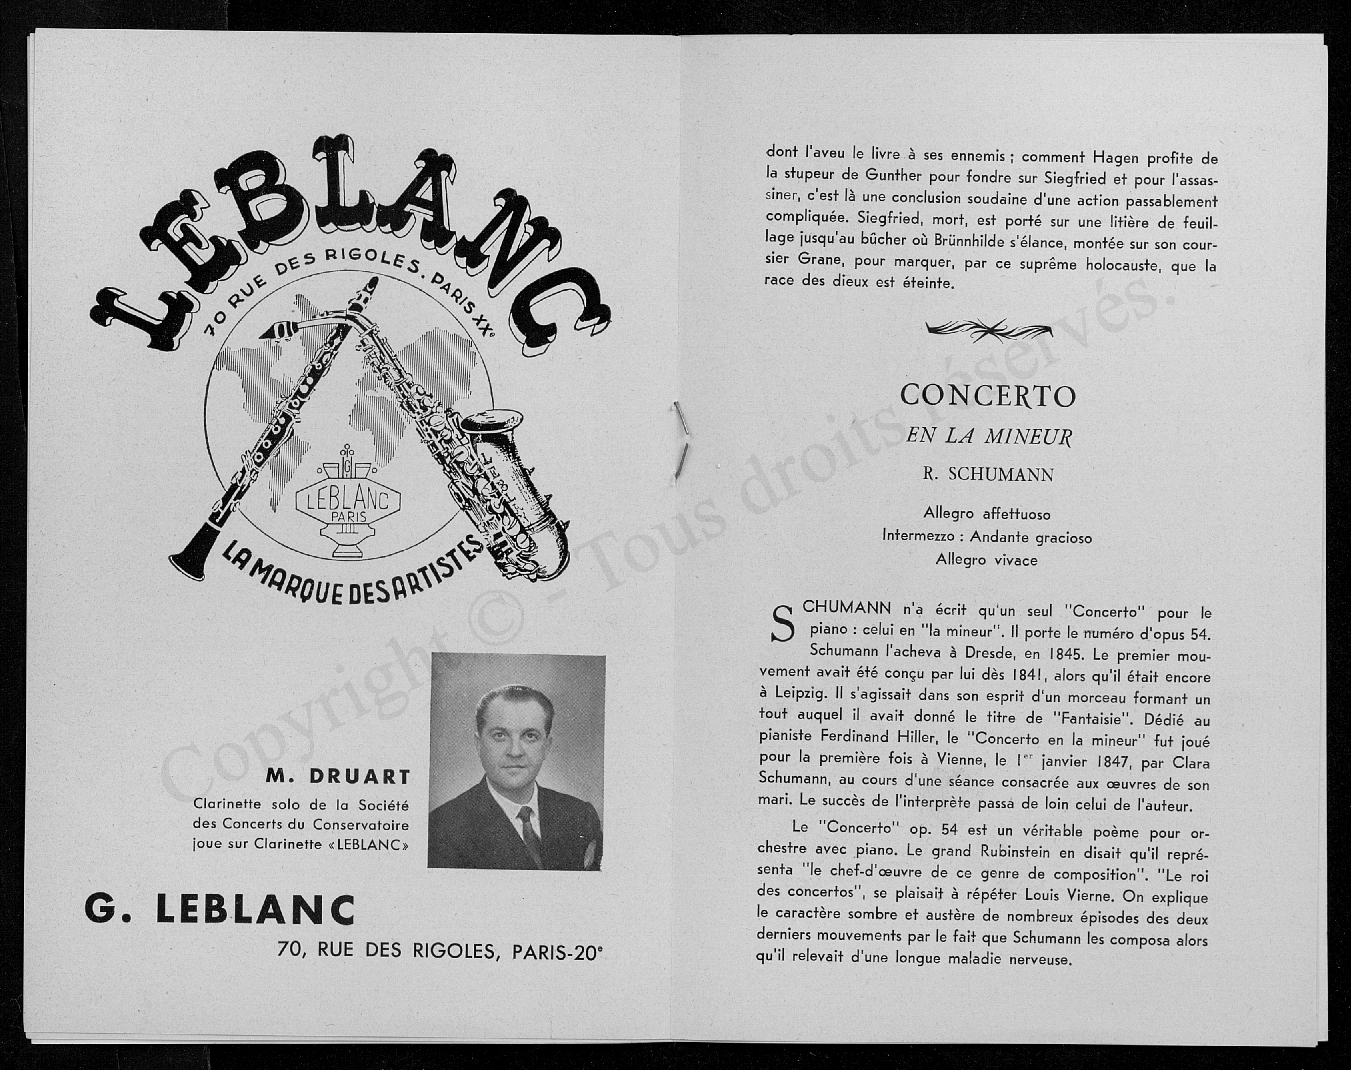 LEBLANC
70 RUE DES RIGOLES. PARIS XXe
LEBLANC
LEBLANC
PARIS
LA MARQUE DES ARTISTES
M. DRUART
Clarinette solo de la Société
des Concerts du Conservatoire
joue sur Clarinette «LEBLANC»
G. LEBLANC
70, RUE DES RIGOLES, PARIS-20e
dont l'aveu le livre à ses ennemis ; comment Hagen profite de
la stupeur de Gunther pour fondre sur Siegfried et pour l'assas-
siner, c'est là une conclusion soudaine d'une action passablement
compliquée. Siegfried, mort, est porté sur une litière de feuil-
lage jusqu'au bûcher où Brünnhilde s'élance, montée sur son cour-
sier Grane, pour marquer, par ce suprême holocauste, que la
race des dieux est éteinte.
CONCERTO
EN LA MINEUR
R. SCHUMANN
Allegro affettuoso
Intermezzo : Andante gracioso
Allegro vivace
SCHUMANN n'a écrit qu'un seul "Concerto" pour le
piano : celui en "la mineur". Il porte le numéro d'opus 54.
Schumann l'acheva à Dresde, en 1845. Le premier mou-
vement avait été conçu par lui dès 1841, alors qu'il était encore
à Leipzig. Il s'agissait dans son esprit d'un morceau formant un
tout auquel il avait donné le titre de "Fantaisie". Dédié au
pianiste Ferdinand Hiller, le "Concerto en la mineur" fut joué
pour la première fois à Vienne, le 1er janvier 1847, par Clara
Schumann, au cours d'une séance consacrée aux œuvres de son
mari. Le succès de l'interprète passa de loin celui de l'auteur.
Le "Concerto" op. 54 est un véritable poème pour or-
chestre avec piano. Le grand Rubinstein en disait qu'il repré-
senta "le chef-d'œuvre de ce genre de composition". "Le roi
des concertos", se plaisait à répéter Louis Vierne. On explique
le caractère sombre et austère de nombreux épisodes des deux
derniers mouvements par le fait que Schumann les composa alors
qu'il relevait d'une longue maladie nerveuse.
Copyright © - Tous droits réservés.